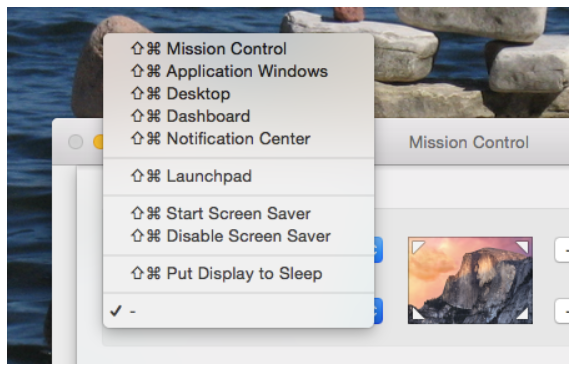 ⇧⌘ Mission Control
⇧⌘ Application Windows
⇧⌘ Desktop
⇧⌘ Dashboard
⇧⌘ Notification Center
Mission Control
⇧⌘ Launchpad
⇧⌘ Start Screen Saver
⇧⌘ Disable Screen Saver
⇧⌘ Put Display to Sleep
✓ -